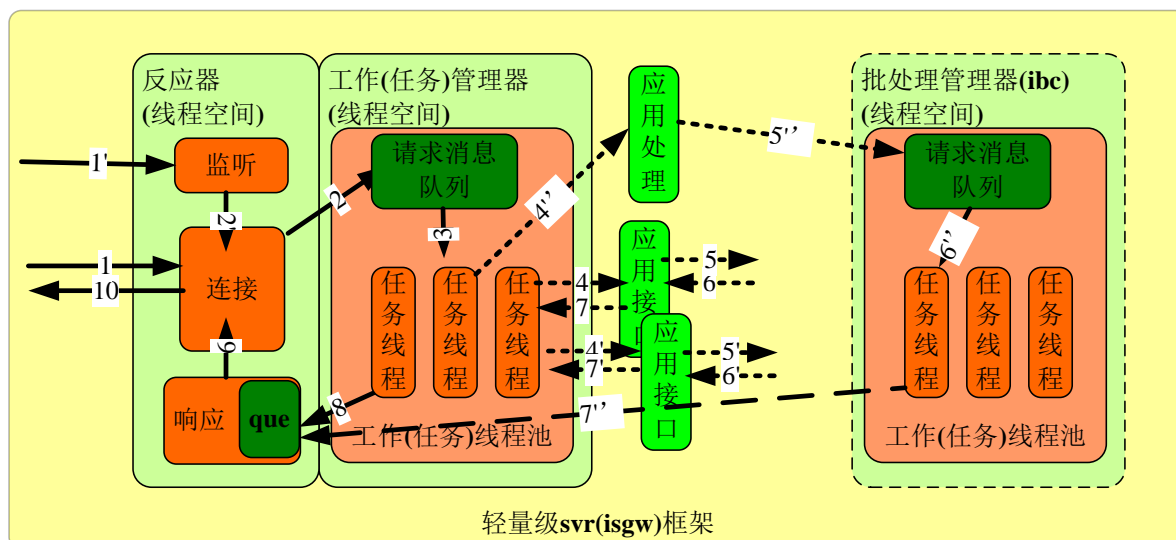 反应器
(线程空间)
工作(任务)管理器
(线程空间)
应用处理
批处理管理器(ibc)
(线程空间)
1'
监听
请求消息
队列
5'’
请求消息
队列
2'
2
3
4'’
6'’
1
10
连接
任务线程
任务线程
任务线程
4
7
应用接口
5
6
任务线程
任务线程
任务线程
9
4'
7'
应用接口
5'
6'
响应
que
8
7'’
工作(任务)线程池
工作(任务)线程池
轻量级svr(isgw)框架